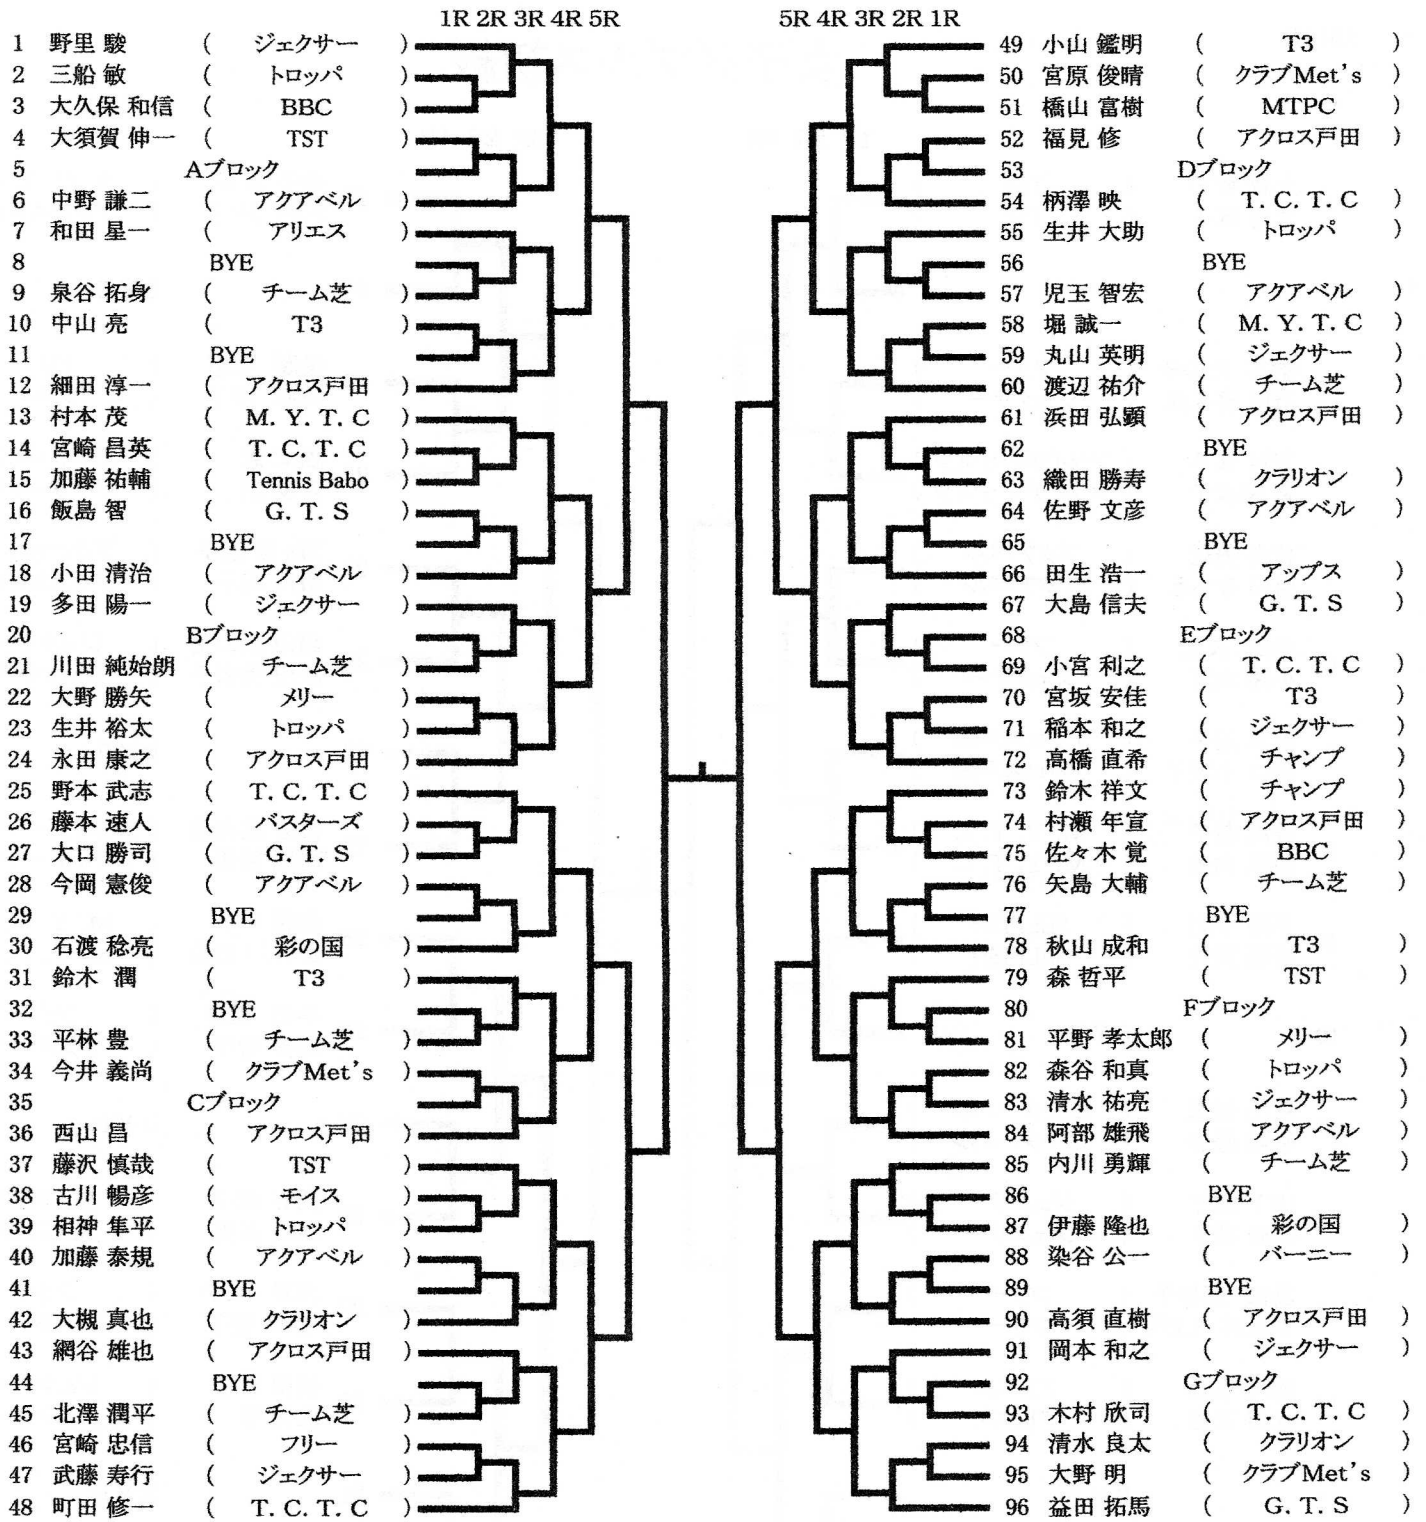 1R 2R 3R 4R 5R
1 野里 駿 ( ジェクサー )
2 三船 敏 ( トロッパ )
3 大久保 和信 ( BBC )
4 大須賀 伸一 ( TST )
5 Aブロック
6 中野 謙二 ( アクアベル )
7 和田 星一 ( アリエス )
8 BYE
9 泉谷 拓身 ( チーム芝 )
10 中山 亮 ( T3 )
11 BYE
12 細田 淳一 ( アクロス戸田 )
13 村本 茂 ( M. Y. T. C )
14 宮崎 昌英 ( T. C. T. C )
15 加藤 祐輔 ( Tennis Babo )
16 飯島 智 ( G. T. S )
17 BYE
18 小田 清治 ( アクアベル )
19 多田 陽一 ( ジェクサー )
20 Bブロック
21 川田 純始朗 ( チーム芝 )
22 大野 勝矢 ( メリー )
23 生井 裕太 ( トロッパ )
24 永田 康之 ( アクロス戸田 )
25 野本 武志 ( T. C. T. C )
26 藤本 速人 ( バスターズ )
27 大口 勝司 ( G. T. S )
28 今岡 憲俊 ( アクアベル )
29 BYE
30 石渡 稔亮 ( 彩の国 )
31 鈴木 潤 ( T3 )
32 BYE
33 平林 豊 ( チーム芝 )
34 今井 義尚 ( クラブMet's )
35 Cブロック
36 西山 昌 ( アクロス戸田 )
37 藤沢 慎哉 ( TST )
38 古川 暢彦 ( モイス )
39 相神 隼平 ( トロッパ )
40 加藤 泰規 ( アクアベル )
41 BYE
42 大槻 真也 ( クラリオン )
43 網谷 雄也 ( アクロス戸田 )
44 BYE
45 北澤 潤平 ( チーム芝 )
46 宮崎 忠信 ( フリー )
47 武藤 寿行 ( ジェクサー )
48 町田 修一 ( T. C. T. C )
5R 4R 3R 2R 1R
49 小山 鑑明 ( T3 )
50 宮原 俊晴 ( クラブMet's )
51 橋山 富樹 ( MTPC )
52 福見 修 ( アクロス戸田 )
53 Dブロック
54 柄澤 映 ( T. C. T. C )
55 生井 大助 ( トロッパ )
56 BYE
57 児玉 智宏 ( アクアベル )
58 堀 誠一 ( M. Y. T. C )
59 丸山 英明 ( ジェクサー )
60 渡辺 祐介 ( チーム芝 )
61 浜田 弘顕 ( アクロス戸田 )
62 BYE
63 織田 勝寿 ( クラリオン )
64 佐野 文彦 ( アクアベル )
65 BYE
66 田生 浩一 ( アップス )
67 大島 信夫 ( G. T. S )
68 Eブロック
69 小宮 利之 ( T. C. T. C )
70 宮坂 安佳 ( T3 )
71 稲本 和之 ( ジェクサー )
72 高橋 直希 ( チャンプ )
73 鈴木 祥文 ( チャンプ )
74 村瀬 年宣 ( アクロス戸田 )
75 佐々木 覚 ( BBC )
76 矢島 大輔 ( チーム芝 )
77 BYE
78 秋山 成和 ( T3 )
79 森 哲平 ( TST )
80 Fブロック
81 平野 孝太郎 ( メリー )
82 森谷 和真 ( トロッパ )
83 清水 祐亮 ( ジェクサー )
84 阿部 雄飛 ( アクアベル )
85 内川 勇輝 ( チーム芝 )
86 BYE
87 伊藤 隆也 ( 彩の国 )
88 染谷 公一 ( バーニー )
89 BYE
90 高須 直樹 ( アクロス戸田 )
91 岡本 和之 ( ジェクサー )
92 Gブロック
93 木村 欣司 ( T. C. T. C )
94 清水 良太 ( クラリオン )
95 大野 明 ( クラブMet's )
96 益田 拓馬 ( G. T. S )